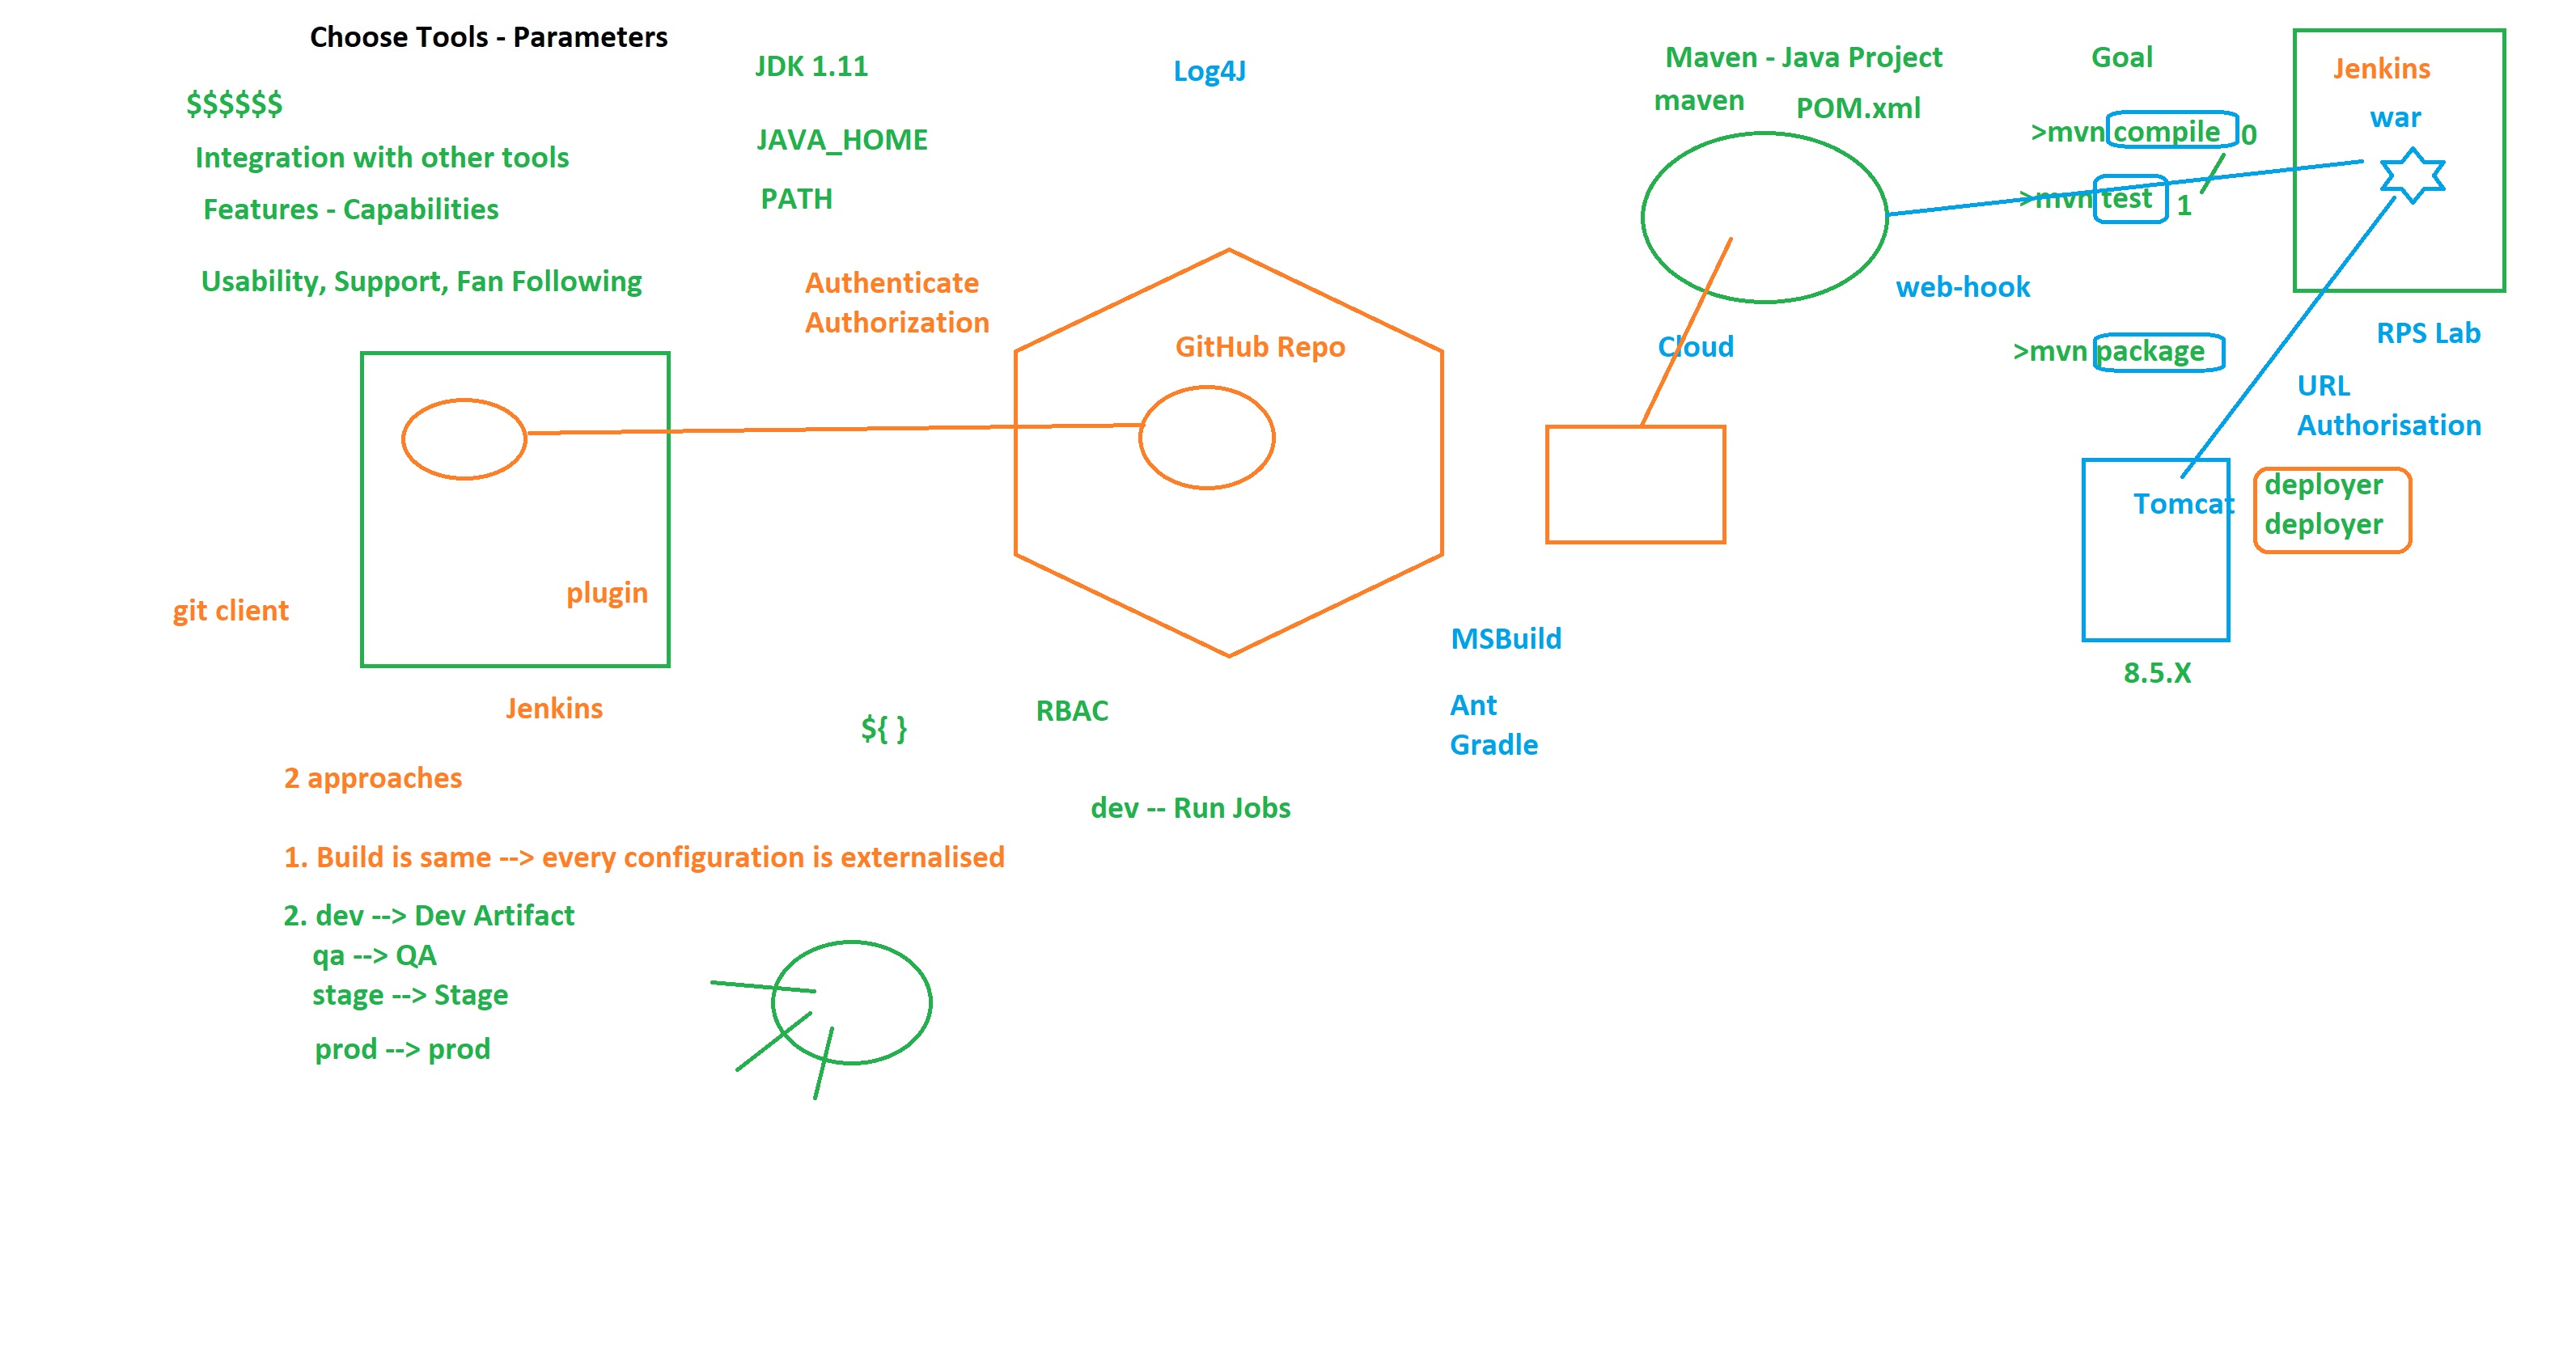 Choose Tools - Parameters
$$$$$$
Integration with other tools
Features - Capabilities
Usability, Support, Fan Following
JDK 1.11
JAVA_HOME
PATH
Authenticate
Authorization
Log4J
GitHub Repo
git client
plugin
Jenkins
${ }
RBAC
dev -- Run Jobs
2 approaches
1. Build is same --> every configuration is externalised
2. dev --> Dev Artifact
qa --> QA
stage --> Stage
prod --> prod
Maven - Java Project
maven
POM.xml
Cloud
web-hook
MSBuild
Ant
Gradle
Goal
>mvn compile 0
>mvn test 1
>mvn package
Jenkins
war
RPS Lab
URL
Authorisation
Tomcat
deployer
deployer
8.5.X